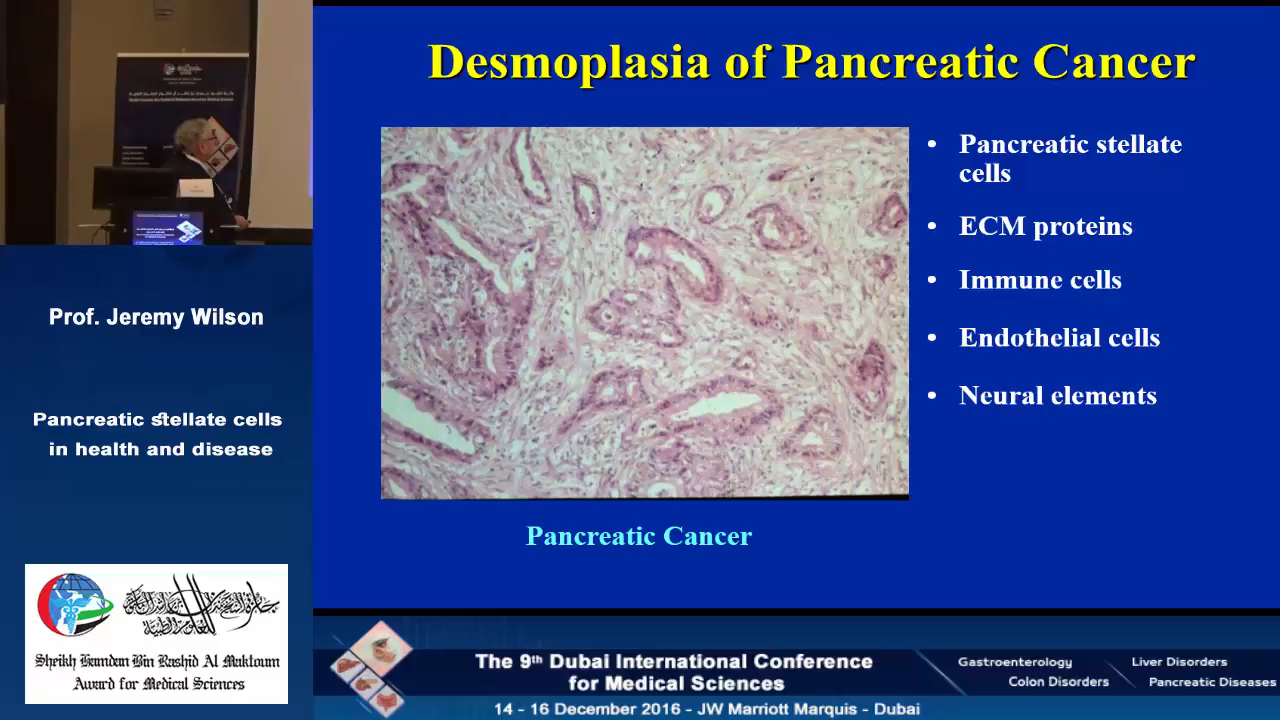 Desmoplasia of Pancreatic Cancer
• Pancreatic stellate
cells
• ECM proteins
• Immune cells
• Endothelial cells
• Neural elements
Pancreatic Cancer
Prof. Jeremy Wilson
Pancreatic stellate cells
in health and disease
Sheikh Hamdan Bin Rashid Al Maktoum
Award for Medical Sciences
The 9th Dubai International Conference
for Medical Sciences
14 - 16 December 2016 - JW Marriott Marquis - Dubai
Gastroenterology
Liver Disorders
Colon Disorders
Pancreatic Diseases